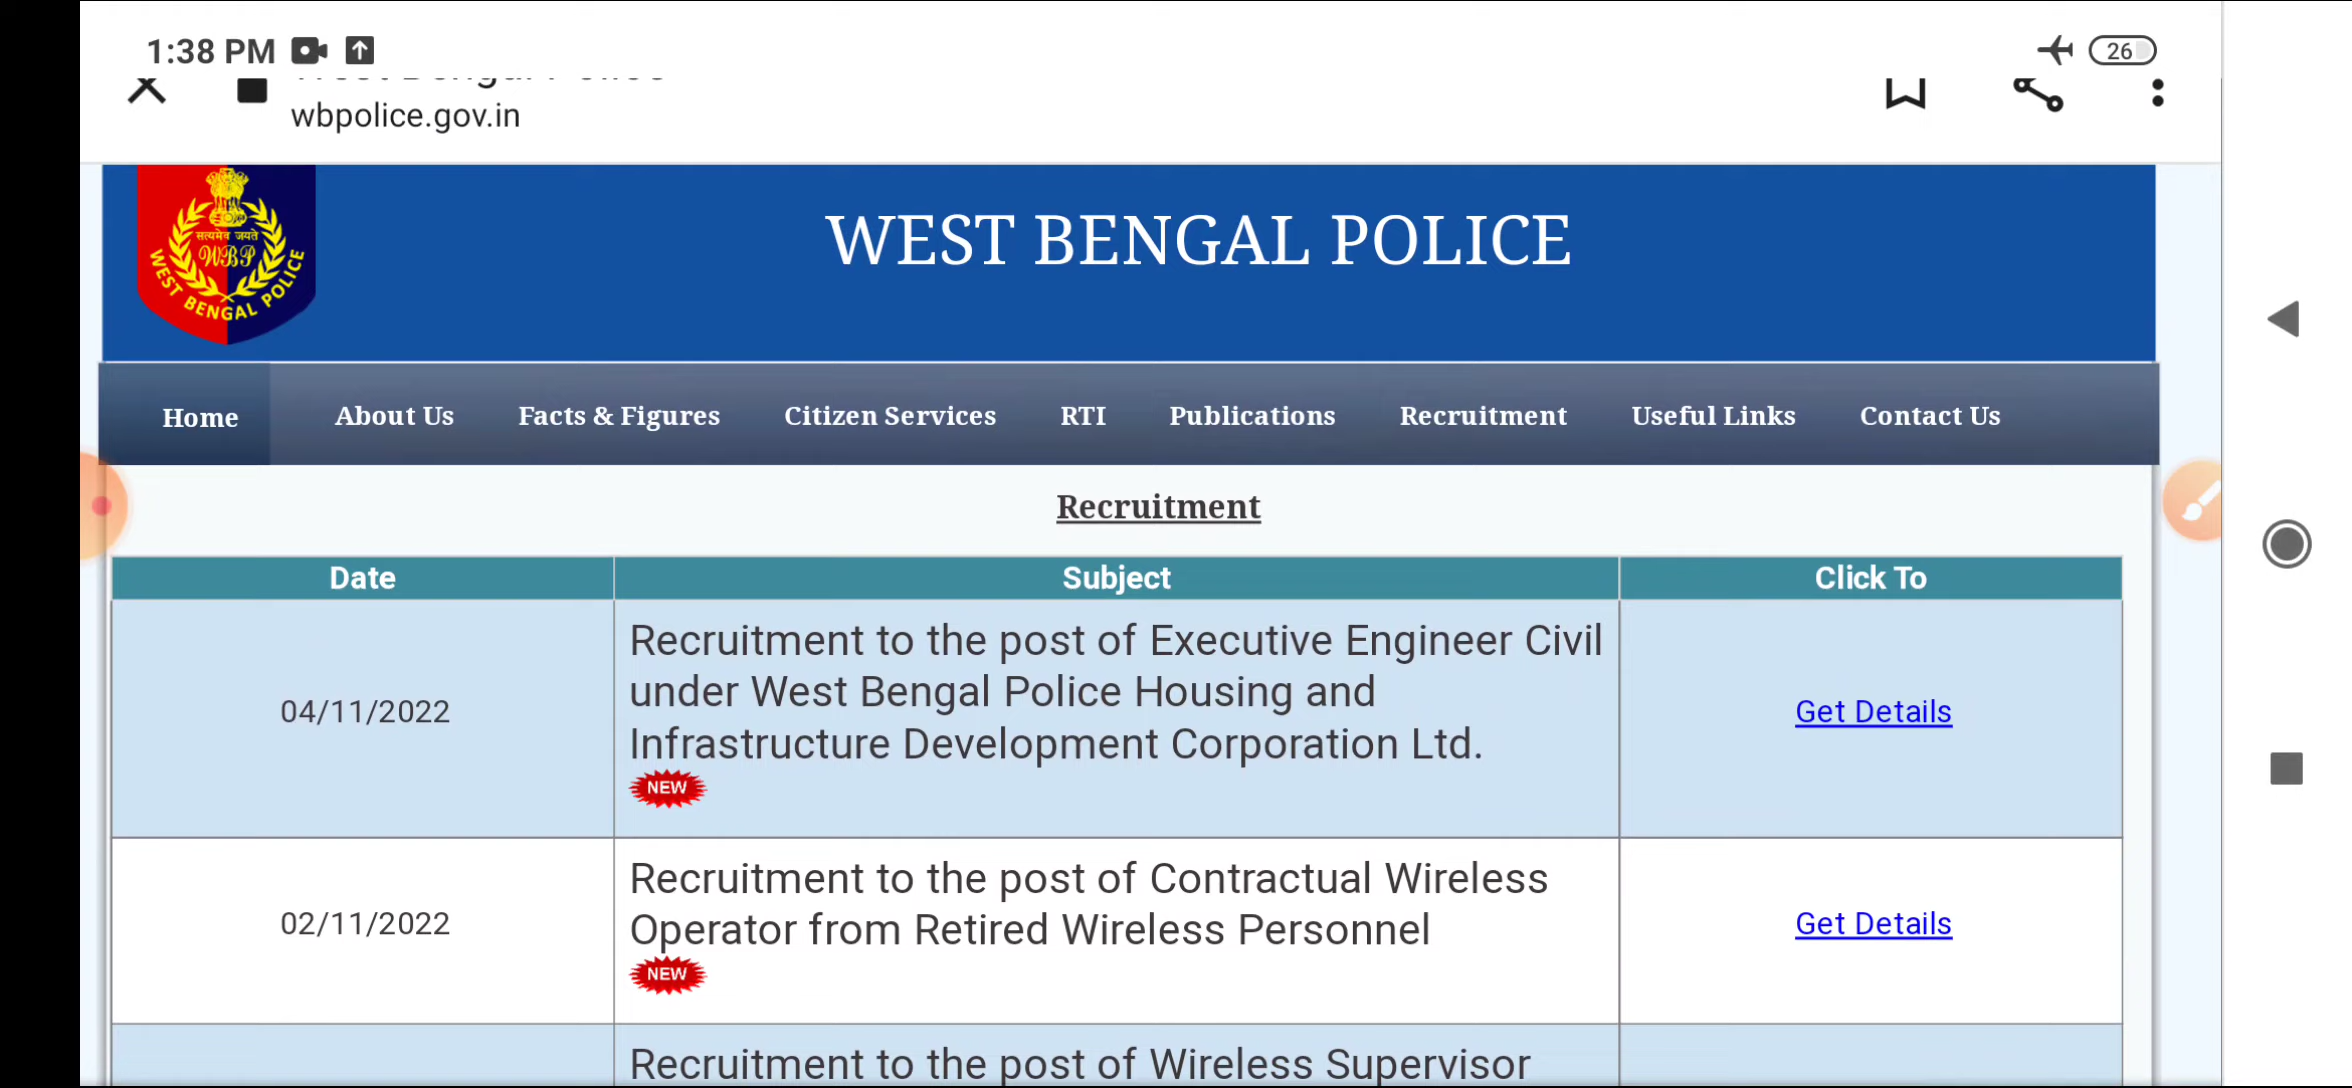 1:38 PM
26
West Bengal Police
wbpolice.gov.in
सत्यमेव जयते
WBP
WEST BENGAL POLICE
WEST BENGAL POLICE
Home About Us Facts & Figures Citizen Services RTI Publications Recruitment Useful Links Contact Us
Recruitment
Date Subject Click To
Recruitment to the post of Executive Engineer Civil
under West Bengal Police Housing and
04/11/2022 Get Details
Infrastructure Development Corporation Ltd.
NEW
Recruitment to the post of Contractual Wireless
02/11/2022 Get Details
Operator from Retired Wireless Personnel
NEW
Recruitment to the post of Wireless Supervisor